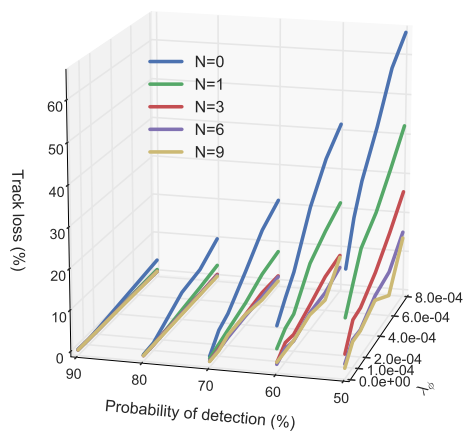 N=0
N=1
N=3
N=6
N=9
60
50
40
30
20
10
0
Track loss (%)
90
80
70
60
50
Probability of detection (%)
8.0e-04
6.0e-04
4.0e-04
2.0e-04
1.0e-04
0.0e+00